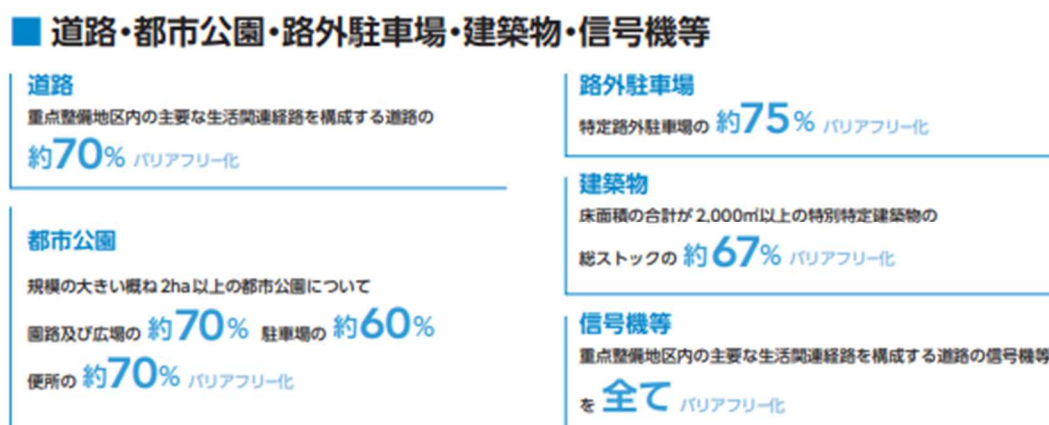 ■ 道路・都市公園・路外駐車場・建築物・信号機等
道路
重点整備地区内の主要な生活関連経路を構成する道路の
約70% バリアフリー化
都市公園
規模の大きい概ね2ha以上の都市公園について
園路及び広場の 約70% 駐車場の 約60%
便所の 約70% バリアフリー化
路外駐車場
特定路外駐車場の 約75% バリアフリー化
建築物
床面積の合計が2,000㎡以上の特別特定建築物の
総ストックの 約67% バリアフリー化
信号機等
重点整備地区内の主要な生活関連経路を構成する道路の信号機等
を 全て バリアフリー化